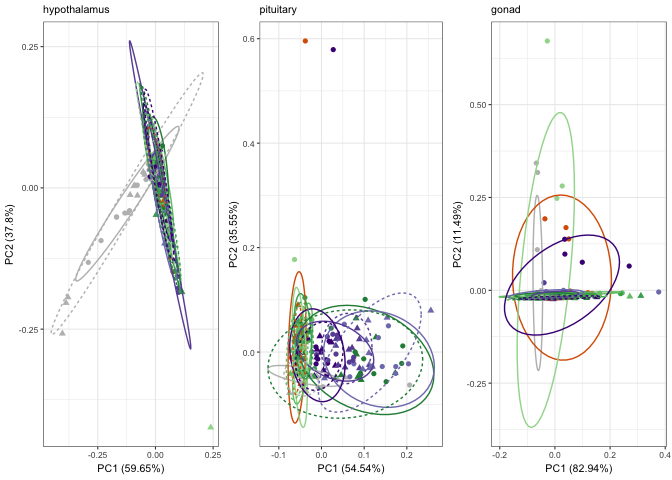 hypothalamus
PC2 (37.8%)
0.25
0.00
-0.25
-0.25
0.00
0.25
PC1 (59.65%)
pituitary
PC2 (35.55%)
0.6
0.4
0.2
0.0
-0.1
0.0
0.1
0.2
PC1 (54.54%)
gonad
PC2 (11.49%)
0.50
0.25
0.00
-0.25
-0.2
0.0
0.2
0.4
PC1 (82.94%)